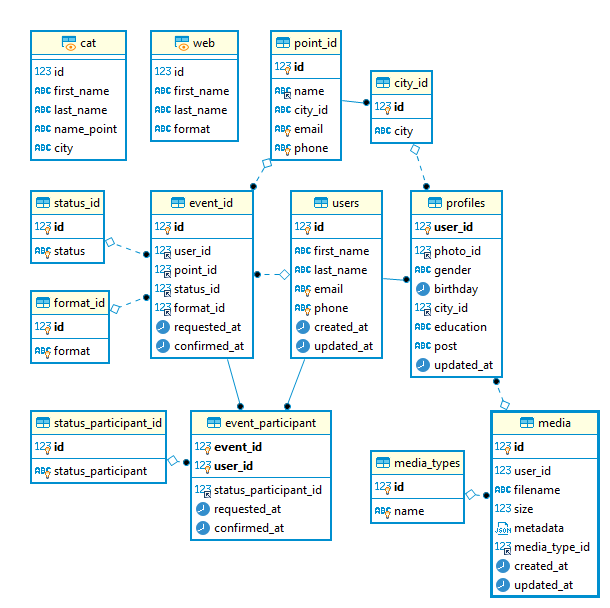 cat
123 id
ABC first_name
ABC last_name
ABC name_point
ABC city
web
123 id
ABC first_name
ABC last_name
ABC format
point_id
123 id
123 name
ABC city_id
ABC email
ABC phone
city_id
123 id
ABC city
status_id
123 id
ABC status
event_id
123 id
123 user_id
123 point_id
123 status_id
123 format_id
requested_at
confirmed_at
users
123 id
ABC first_name
ABC last_name
ABC email
ABC phone
created_at
updated_at
profiles
123 user_id
123 photo_id
ABC gender
birthday
123 city_id
ABC education
ABC post
updated_at
format_id
123 id
ABC format
status_participant_id
123 id
ABC status_participant
event_participant
123 event_id
123 user_id
123 status_participant_id
requested_at
confirmed_at
media_types
123 id
ABC name
media
123 id
123 user_id
ABC filename
123 size
JSON metadata
123 media_type_id
created_at
updated_at